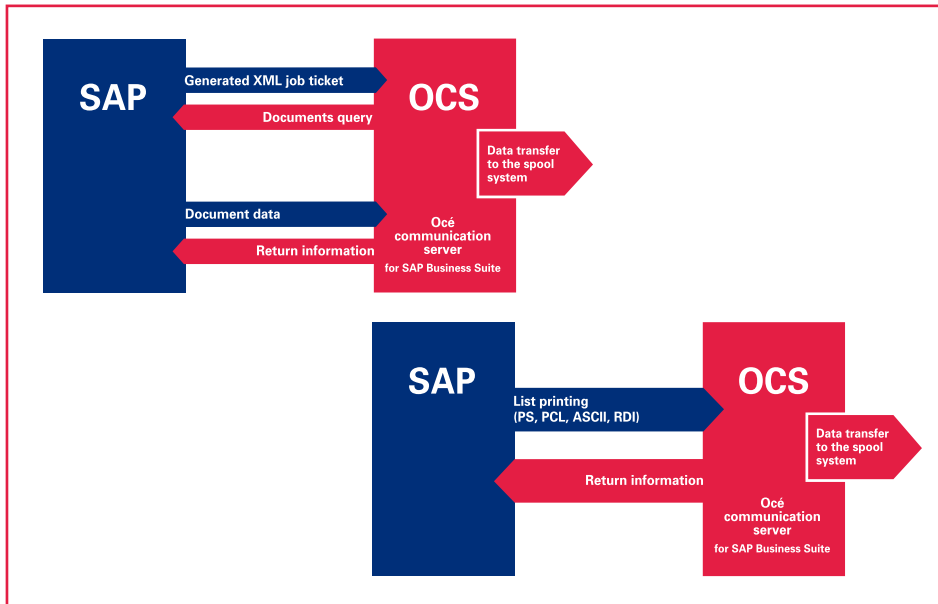 SAP
Generated XML job ticket
OCS
Documents query
Data transfer
to the spool
system
Document data
Return information
Océ
communication
server
for SAP Business Suite
SAP
List printing
(PS, PCL, ASCII, RDI)
OCS
Data transfer
to the spool
system
Return information
Océ
communication
server
for SAP Business Suite